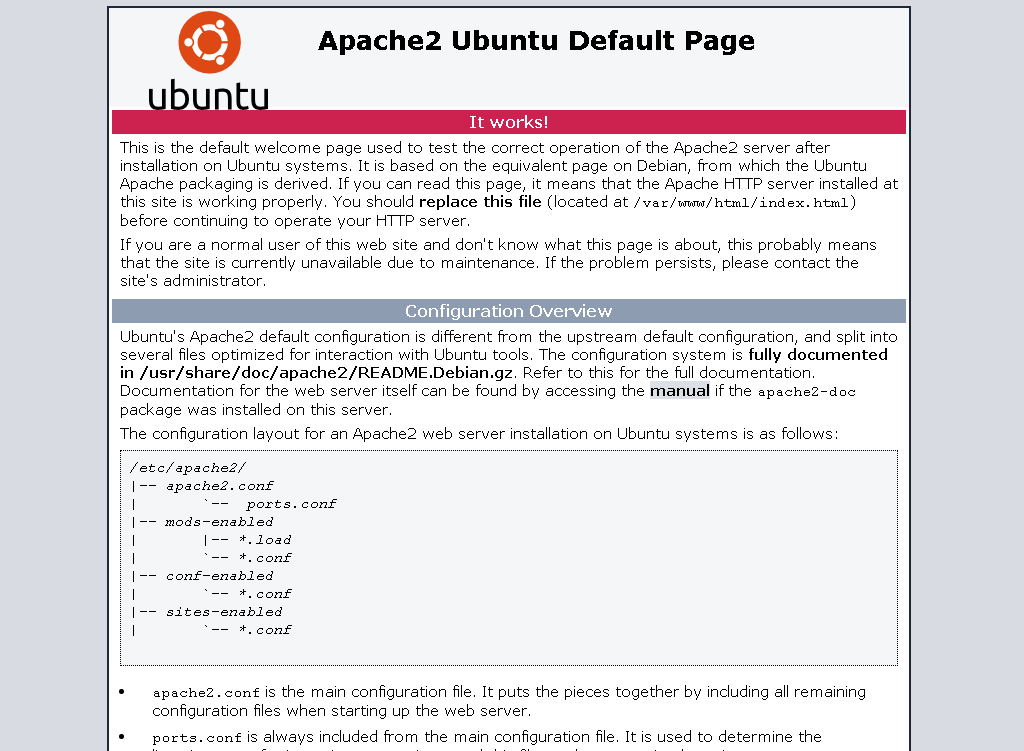 ubuntu
Apache2 Ubuntu Default Page
It works!
This is the default welcome page used to test the correct operation of the Apache2 server after
installation on Ubuntu systems. It is based on the equivalent page on Debian, from which the Ubuntu
Apache packaging is derived. If you can read this page, it means that the Apache HTTP server installed at
this site is working properly. You should replace this file (located at /var/www/html/index.html)
before continuing to operate your HTTP server.
If you are a normal user of this web site and don't know what this page is about, this probably means
that the site is currently unavailable due to maintenance. If the problem persists, please contact the
site's administrator.
Configuration Overview
Ubuntu's Apache2 default configuration is different from the upstream default configuration, and split into
several files optimized for interaction with Ubuntu tools. The configuration system is fully documented
in /usr/share/doc/apache2/README.Debian.gz. Refer to this for the full documentation.
Documentation for the web server itself can be found by accessing the manual if the apache2-doc
package was installed on this server.
The configuration layout for an Apache2 web server installation on Ubuntu systems is as follows:
/etc/apache2/
|-- apache2.conf
|       `--  ports.conf
|-- mods-enabled
|       |-- *.load
|       `-- *.conf
|-- conf-enabled
|       `-- *.conf
|-- sites-enabled
|       `-- *.conf
• apache2.conf is the main configuration file. It puts the pieces together by including all remaining
configuration files when starting up the web server.
• ports.conf is always included from the main configuration file. It is used to determine the